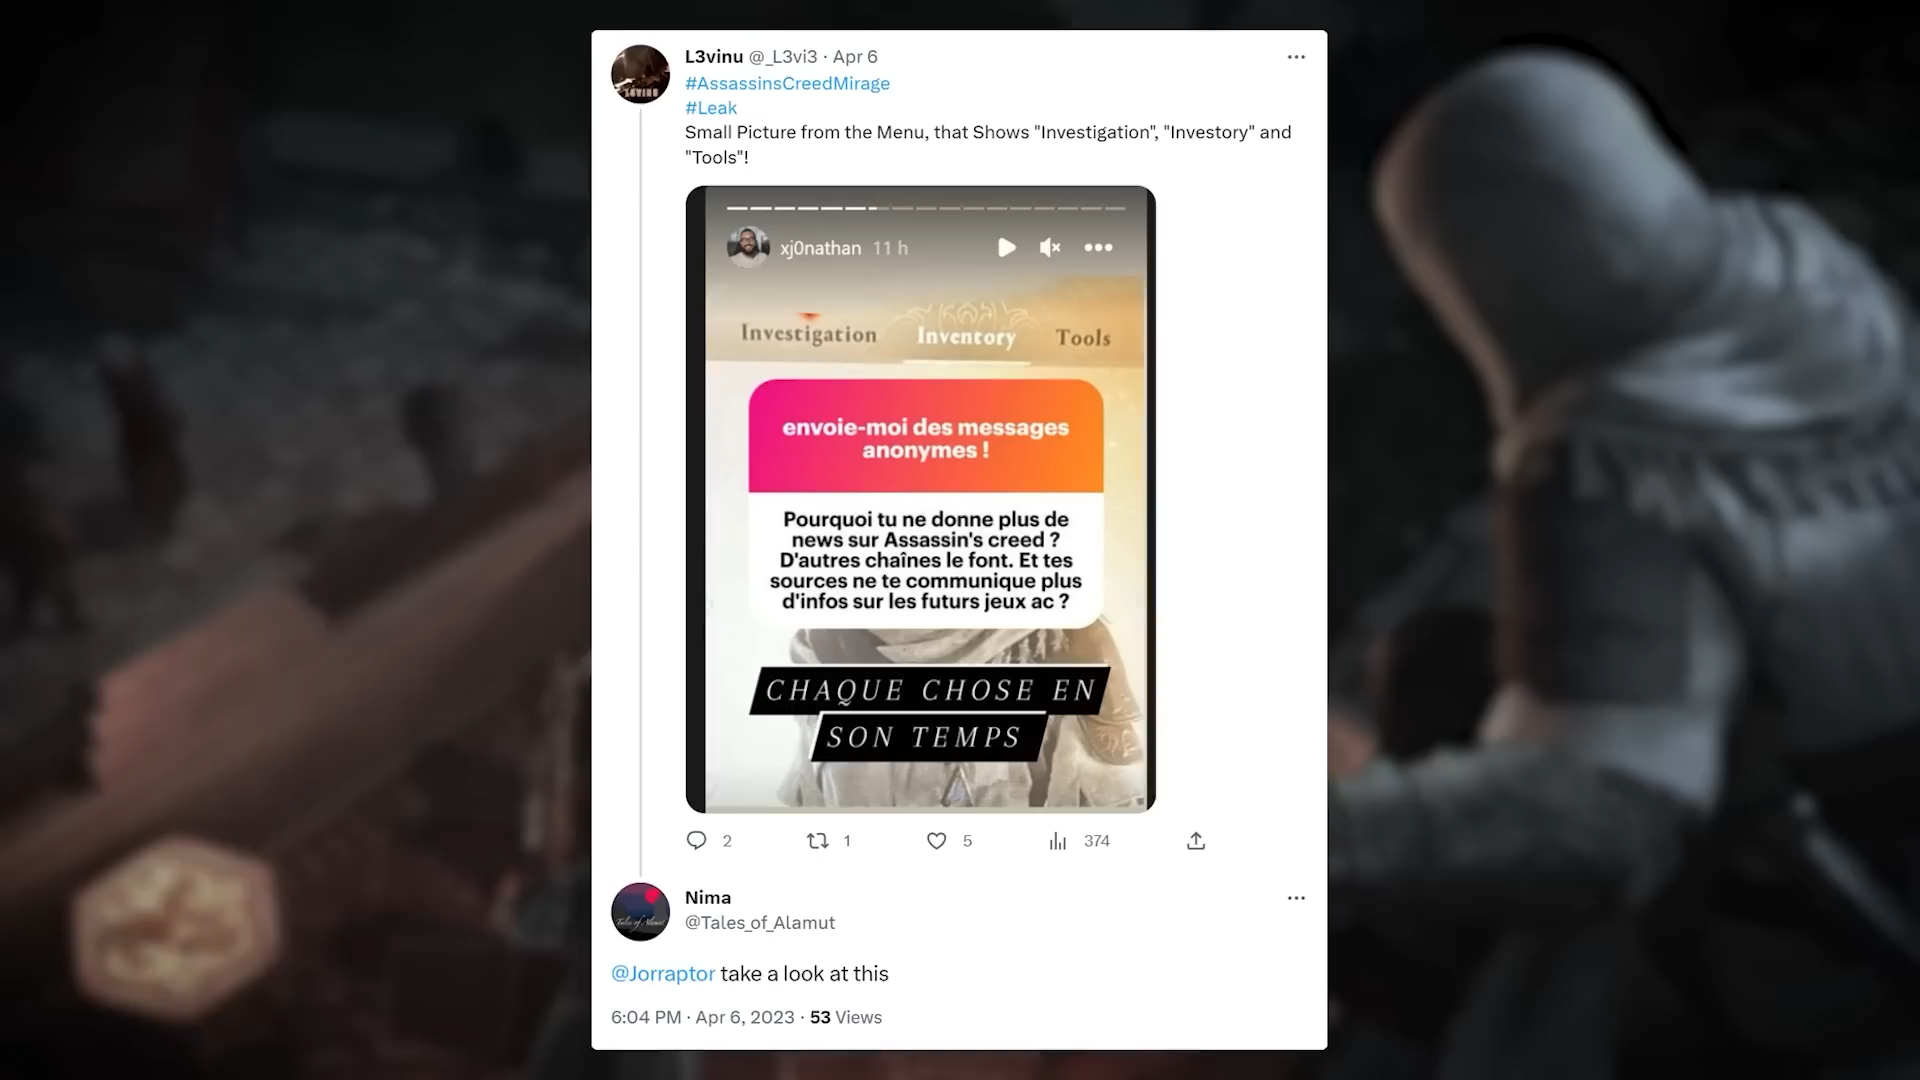 L3vinu @_L3vi3 · Apr 6
#AssassinsCreedMirage
#Leak
Small Picture from the Menu, that Shows "Investigation", "Investory" and
"Tools"!
xj0nathan 11 h
Investigation Inventory Tools
envoie-moi des messages
anonymes !
Pourquoi tu ne donne plus de
news sur Assassin's creed ?
D'autres chaînes le font. Et tes
sources ne te communique plus
d'infos sur les futurs jeux ac ?
CHAQUE CHOSE EN
SON TEMPS
2 1 5 374
Nima
@Tales_of_Alamut
@Jorraptor take a look at this
6:04 PM · Apr 6, 2023 · 53 Views